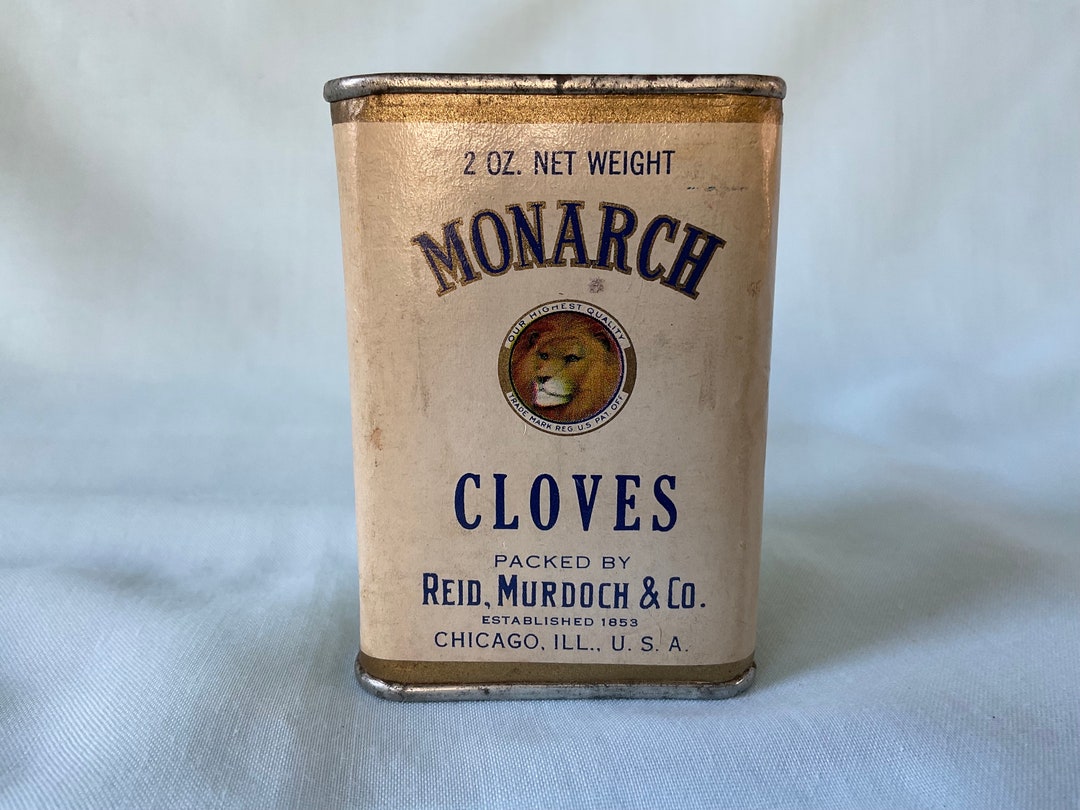 2 OZ. NET WEIGHT
MONARCH
OUR HIGHEST QUALITY
TRADE MARK REG. U.S. PAT. OFF.
CLOVES
PACKED BY
REID, MURDOCH & CO.
ESTABLISHED 1853
CHICAGO, ILL., U. S. A.